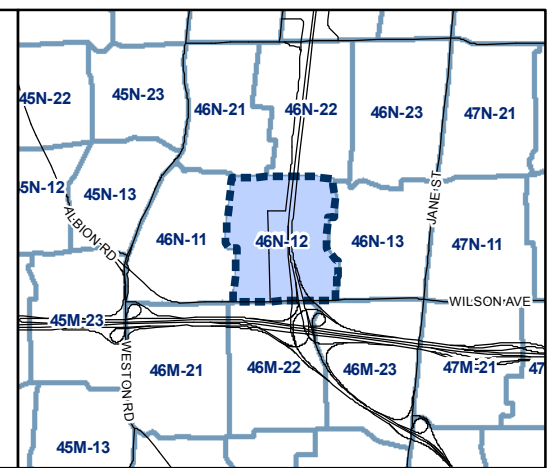 45N-22
45N-23
46N-21
46N-22
46N-23
47N-21
5N-12
45N-13
ALBION RD
46N-11
46N-12
46N-13
JANE ST
47N-11
WILSON AVE
45M-23
WESTON RD
46M-21
46M-22
46M-23
47M-21
47
45M-13